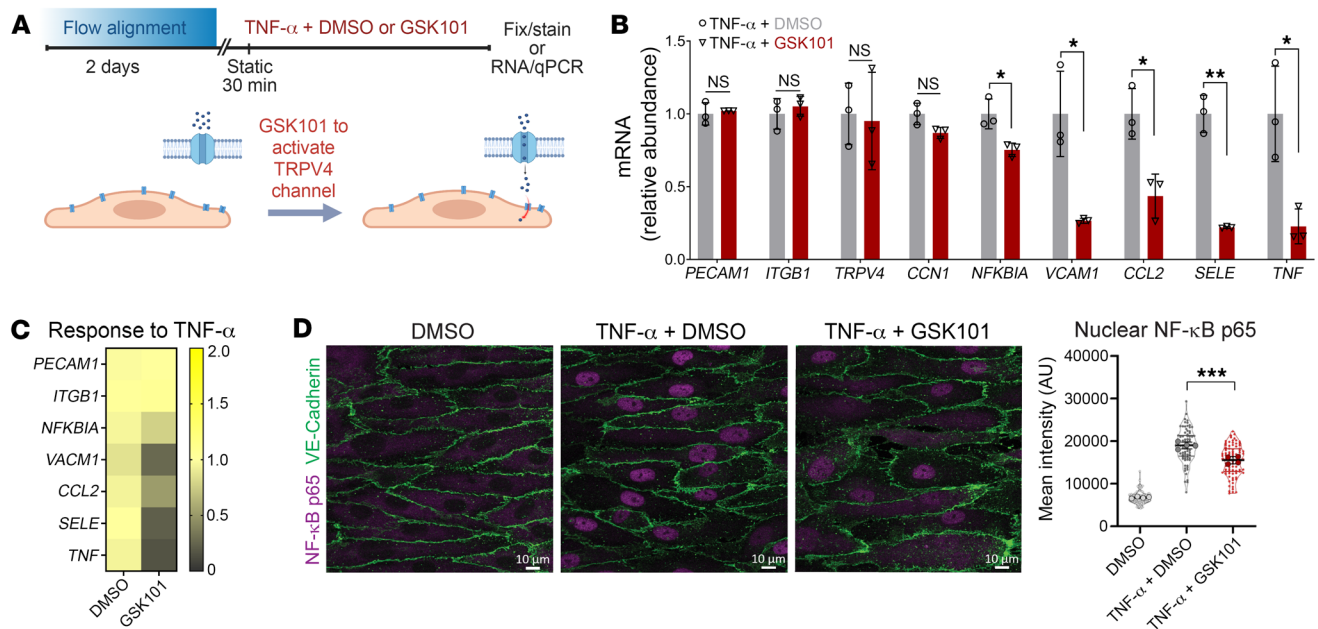 A
Flow alignment
TNF-α + DMSO or GSK101
2 days
Static
30 min
Fix/stain
or
RNA/qPCR
GSK101 to
activate
TRPV4
channel
B
TNF-α + DMSO
TNF-α + GSK101
mRNA
(relative abundance)
1.5
1.0
0.5
0.0
NS
NS
NS
NS
*
*
*
**
*
PECAM1
ITGB1
TRPV4
CCN1
NFKBIA
VCAM1
CCL2
SELE
TNF
C
Response to TNF-α
PECAM1
ITGB1
NFKBIA
VACM1
CCL2
SELE
TNF
DMSO
GSK101
2.0
1.5
1.0
0.5
0
D
NF-κB p65 VE-Cadherin
DMSO
TNF-α + DMSO
TNF-α + GSK101
10 µm
10 µm
10 µm
Nuclear NF-κB p65
Mean intensity (AU)
40000
30000
20000
10000
0
***
DMSO
TNF-α + DMSO
TNF-α + GSK101